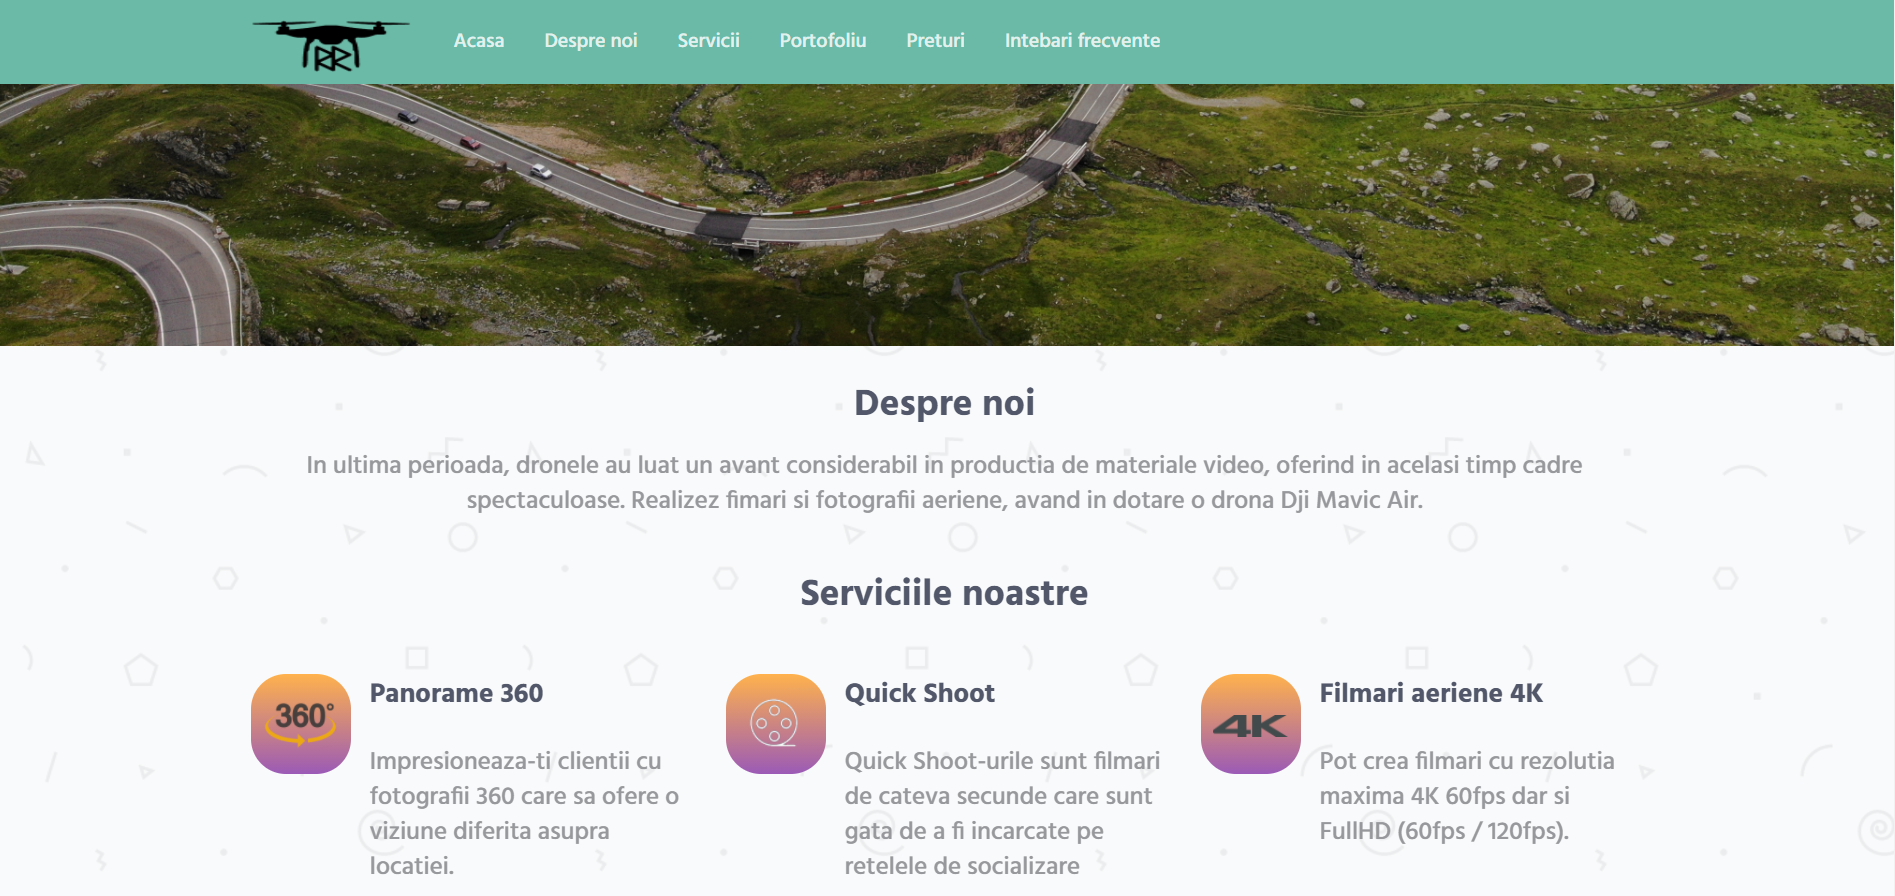 RR
Acasa Despre noi Servicii Portofoliu Preturi Intebari frecvente
Despre noi
In ultima perioada, dronele au luat un avant considerabil in productia de materiale video, oferind in acelasi timp cadre
spectaculoase. Realizez fimari si fotografii aeriene, avand in dotare o drona Dji Mavic Air.
Serviciile noastre
360°
Panorame 360
Impresioneaza-ti clientii cu
fotografii 360 care sa ofere o
viziune diferita asupra
locatiei.
Quick Shoot
Quick Shoot-urile sunt filmari
de cateva secunde care sunt
gata de a fi incarcate pe
retelele de socializare
4K
Filmari aeriene 4K
Pot crea filmari cu rezolutia
maxima 4K 60fps dar si
FullHD (60fps / 120fps).